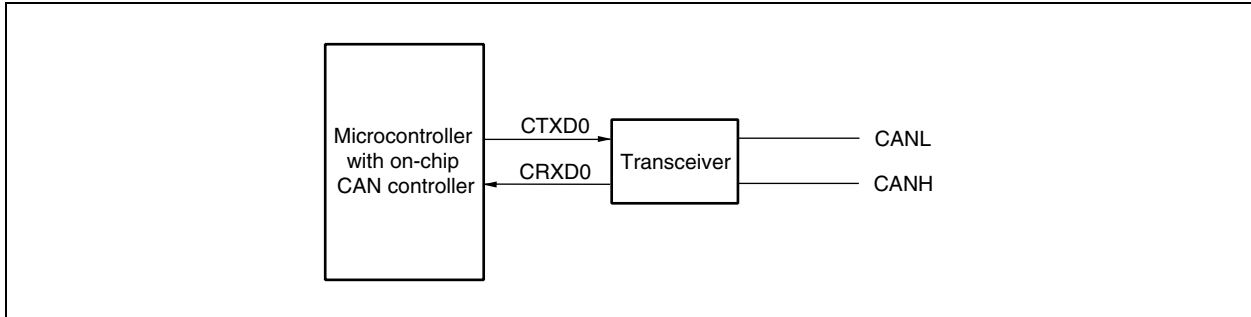 Microcontroller
with on-chip
CAN controller
CTXD0
CRXD0
Transceiver
CANL
CANH